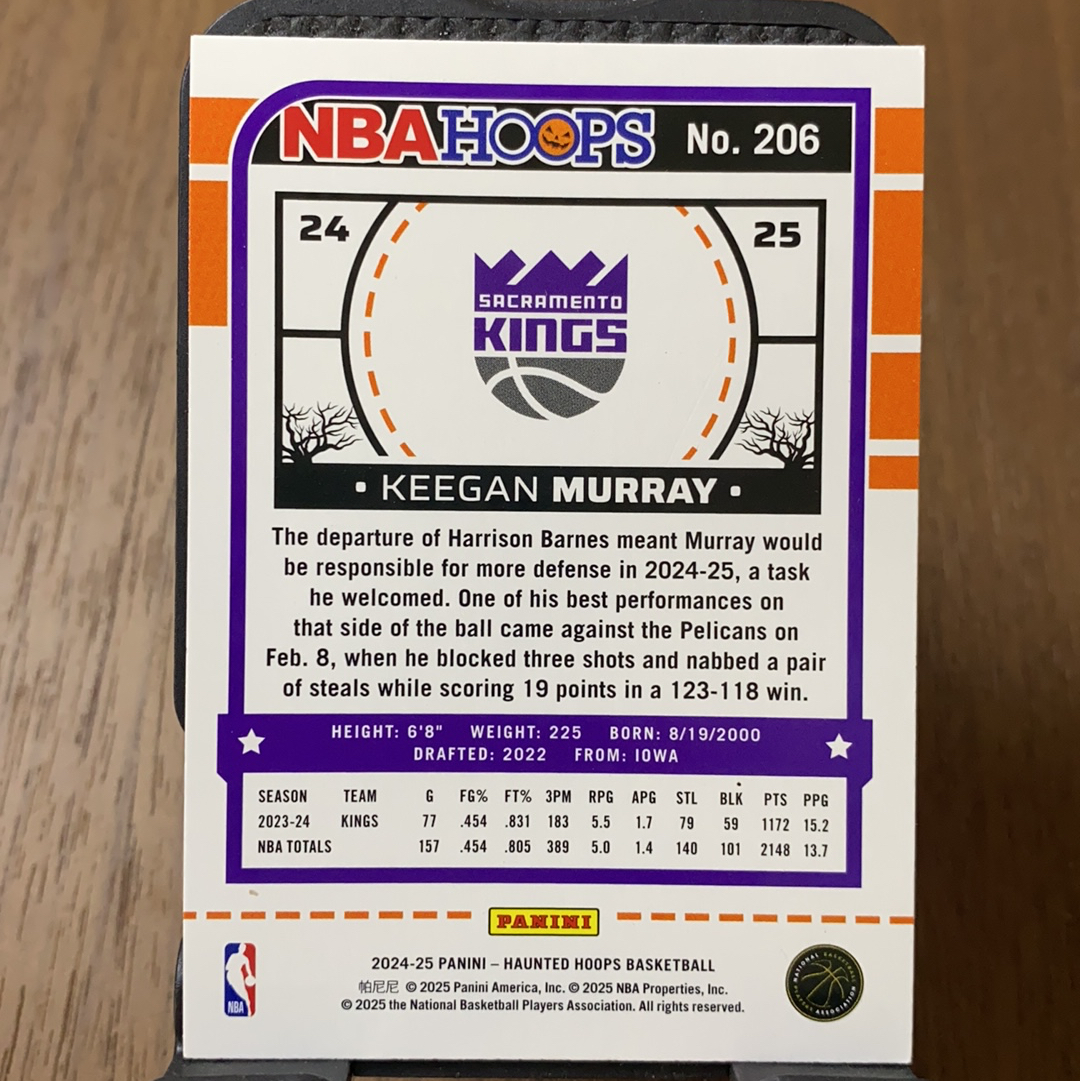 NBA HOOPS No. 206
24 25
SACRAMENTO
KINGS
• KEEGAN MURRAY •
The departure of Harrison Barnes meant Murray would
be responsible for more defense in 2024-25, a task
he welcomed. One of his best performances on
that side of the ball came against the Pelicans on
Feb. 8, when he blocked three shots and nabbed a pair
of steals while scoring 19 points in a 123-118 win.
HEIGHT: 6'8" WEIGHT: 225 BORN: 8/19/2000
DRAFTED: 2022 FROM: IOWA
SEASON TEAM G FG% FT% 3PM RPG APG STL BLK PTS PPG
2023-24 KINGS 77 .454 .831 183 5.5 1.7 79 59 1172 15.2
NBA TOTALS 157 .454 .805 389 5.0 1.4 140 101 2148 13.7
PANINI
2024-25 PANINI – HAUNTED HOOPS BASKETBALL
帕尼尼 © 2025 Panini America, Inc. © 2025 NBA Properties, Inc.
© 2025 the National Basketball Players Association. All rights reserved.
NBA
NATIONAL BASKETBALL
PLAYERS ASSOCIATION